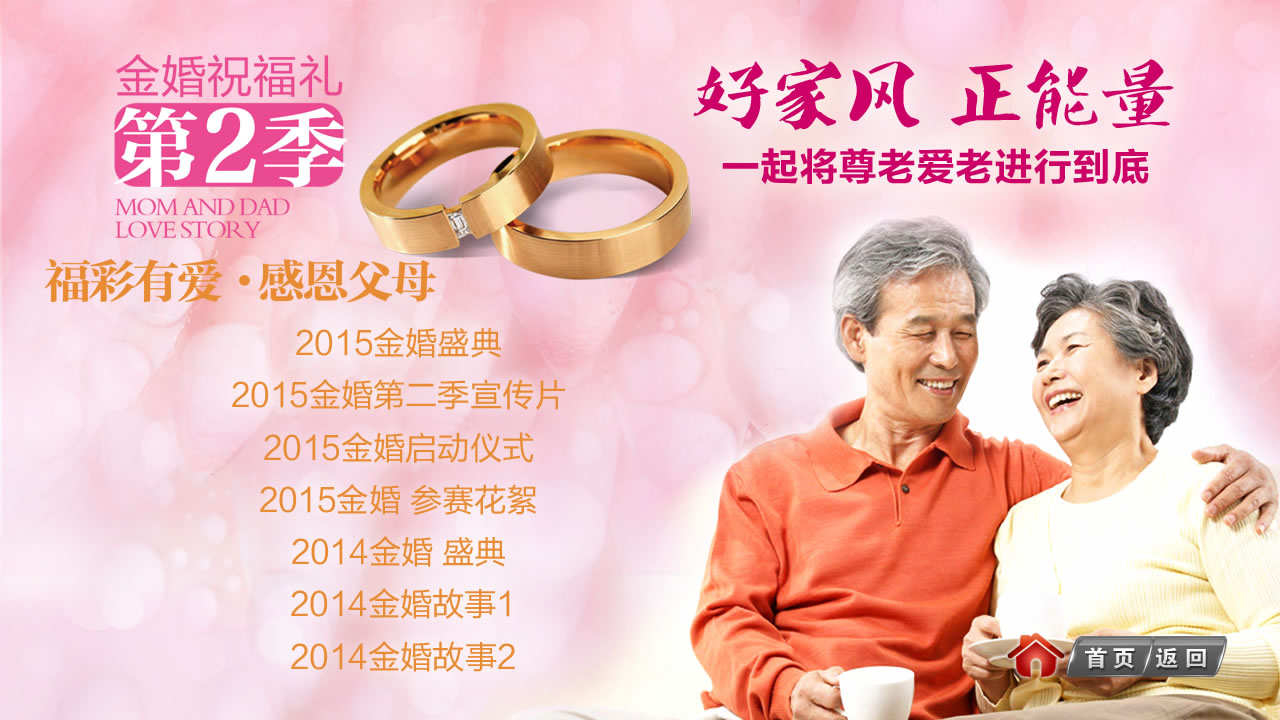 金婚祝福礼
第2季
MOM AND DAD
LOVE STORY
福彩有爱·感恩父母
好家风 正能量
一起将尊老爱老进行到底
2015金婚盛典
2015金婚第二季宣传片
2015金婚启动仪式
2015金婚 参赛花絮
2014金婚 盛典
2014金婚故事1
2014金婚故事2
首页 返回